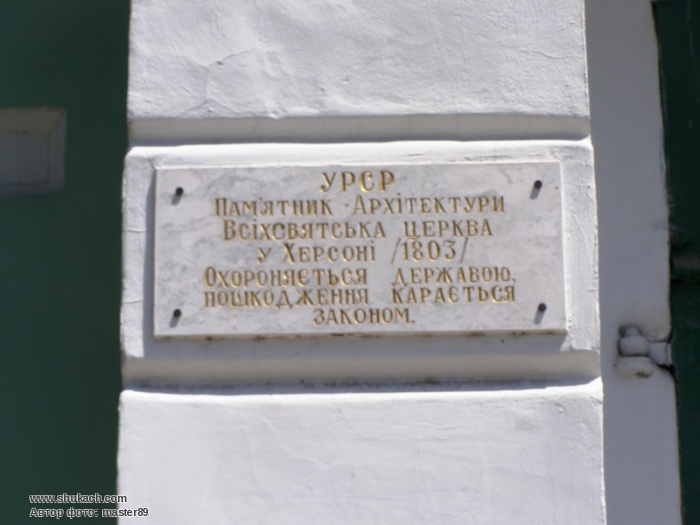 УРСР
Пам'ятник Архітектури
Всіхсвятська церква
у Херсоні /1803/
Охороняється державою,
пошкодження карається
законом.
www.shukach.com
Автор фото: master89